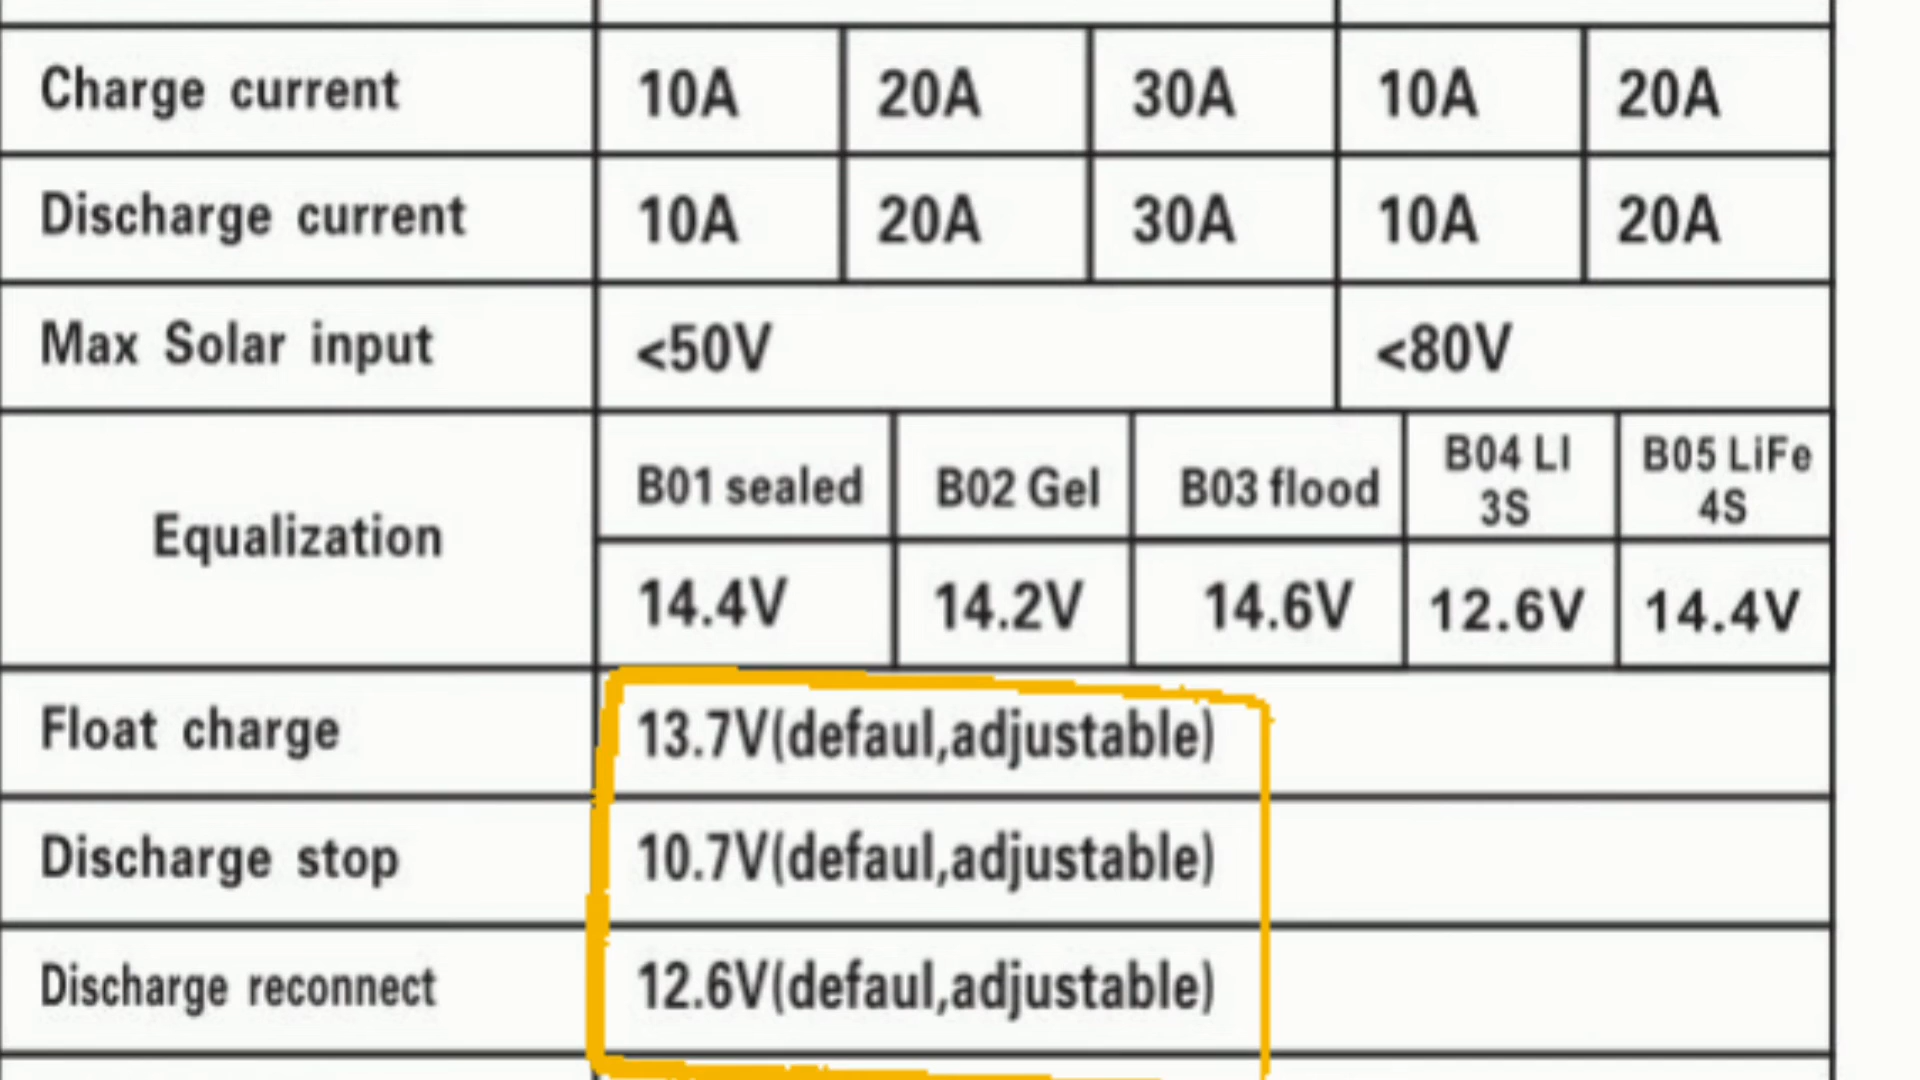 Charge current 10A 20A 30A 10A 20A
Discharge current 10A 20A 30A 10A 20A
Max Solar input <50V <80V
Equalization
B01 sealed B02 Gel B03 flood B04 LI 3S B05 LiFe 4S
14.4V 14.2V 14.6V 12.6V 14.4V
Float charge 13.7V(defaul,adjustable)
Discharge stop 10.7V(defaul,adjustable)
Discharge reconnect 12.6V(defaul,adjustable)